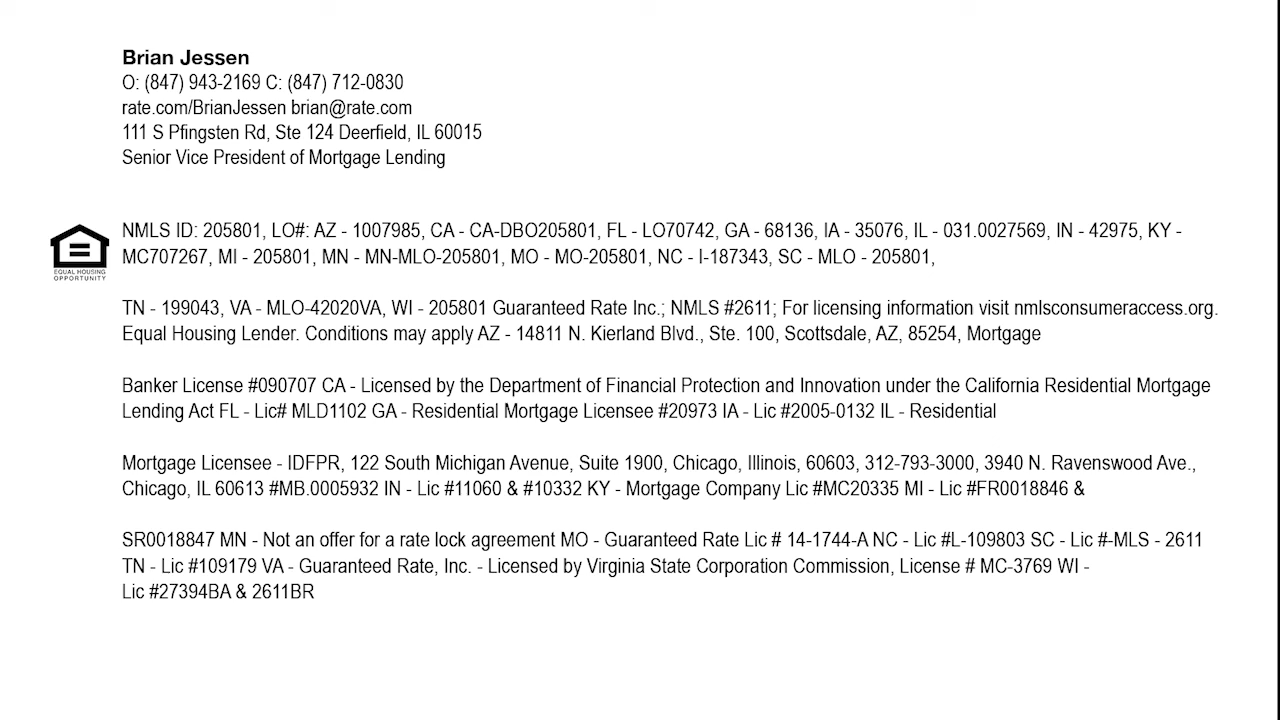 Brian Jessen
O: (847) 943-2169 C: (847) 712-0830
rate.com/BrianJessen brian@rate.com
111 S Pfingsten Rd, Ste 124 Deerfield, IL 60015
Senior Vice President of Mortgage Lending
EQUAL HOUSING
OPPORTUNITY
NMLS ID: 205801, LO#: AZ - 1007985, CA - CA-DBO205801, FL - LO70742, GA - 68136, IA - 35076, IL - 031.0027569, IN - 42975, KY -
MC707267, MI - 205801, MN - MN-MLO-205801, MO - MO-205801, NC - I-187343, SC - MLO - 205801,
TN - 199043, VA - MLO-42020VA, WI - 205801 Guaranteed Rate Inc.; NMLS #2611; For licensing information visit nmlsconsumeraccess.org.
Equal Housing Lender. Conditions may apply AZ - 14811 N. Kierland Blvd., Ste. 100, Scottsdale, AZ, 85254, Mortgage
Banker License #090707 CA - Licensed by the Department of Financial Protection and Innovation under the California Residential Mortgage
Lending Act FL - Lic# MLD1102 GA - Residential Mortgage Licensee #20973 IA - Lic #2005-0132 IL - Residential
Mortgage Licensee - IDFPR, 122 South Michigan Avenue, Suite 1900, Chicago, Illinois, 60603, 312-793-3000, 3940 N. Ravenswood Ave.,
Chicago, IL 60613 #MB.0005932 IN - Lic #11060 & #10332 KY - Mortgage Company Lic #MC20335 MI - Lic #FR0018846 &
SR0018847 MN - Not an offer for a rate lock agreement MO - Guaranteed Rate Lic # 14-1744-A NC - Lic #L-109803 SC - Lic #-MLS - 2611
TN - Lic #109179 VA - Guaranteed Rate, Inc. - Licensed by Virginia State Corporation Commission, License # MC-3769 WI -
Lic #27394BA & 2611BR